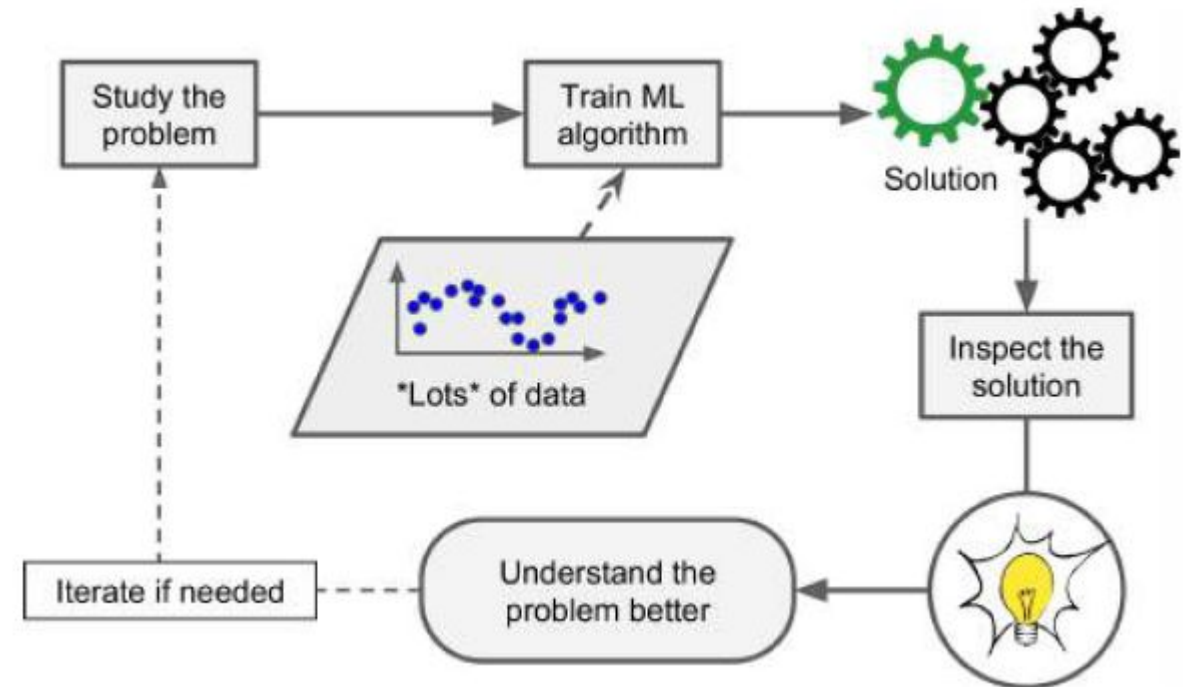 Study the
problem
Train ML
algorithm
Solution
*Lots* of data
Inspect the
solution
Understand the
problem better
Iterate if needed